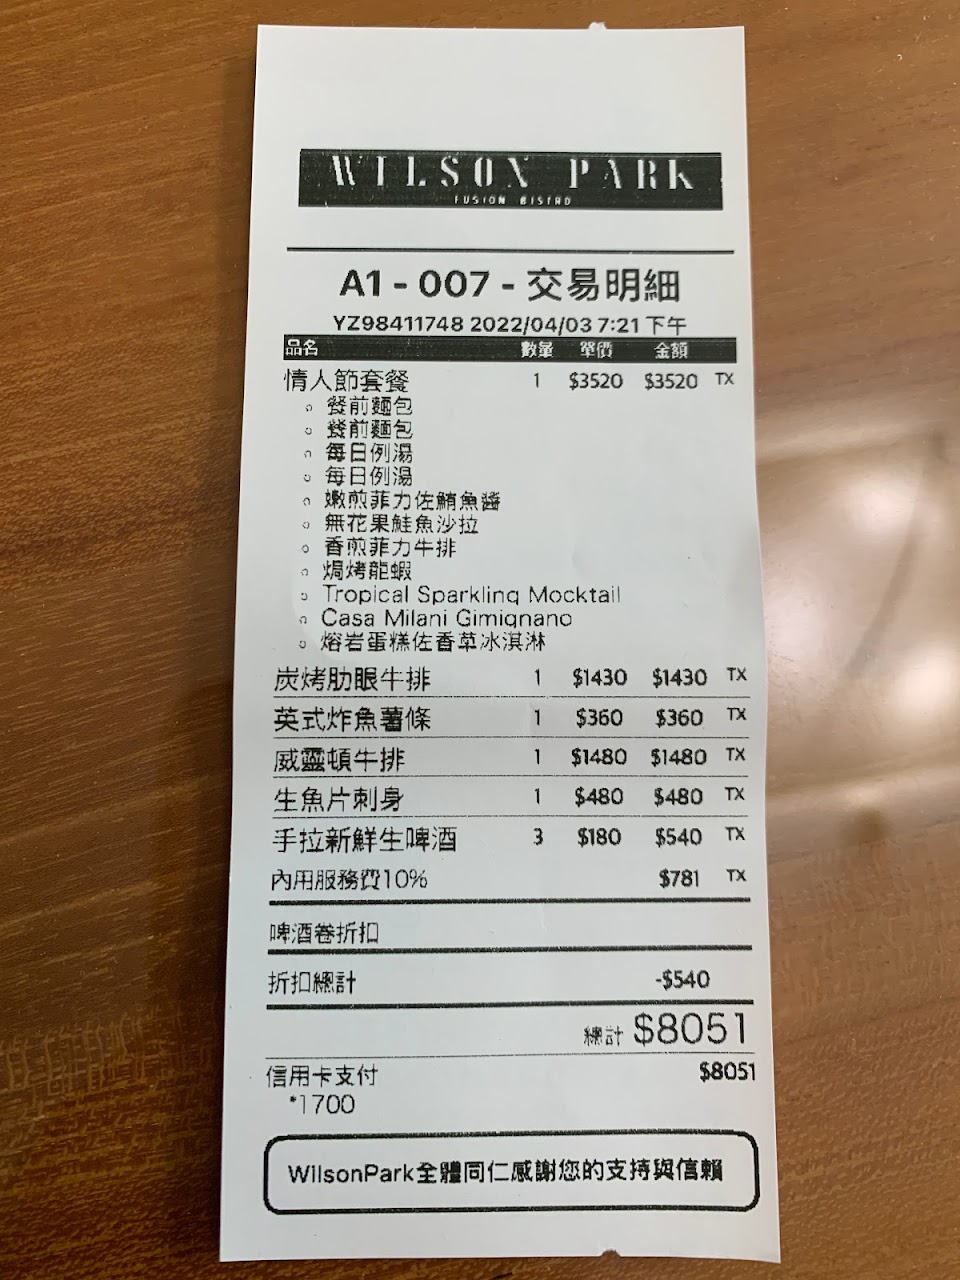 WILSON PARK
FUSION BISTRO
A1 - 007 - 交易明細
YZ98411748 2022/04/03 7:21 下午
品名 數量 單價 金額
情人節套餐 1 $3520 $3520 TX
◦ 餐前麵包
◦ 餐前麵包
◦ 每日例湯
◦ 每日例湯
◦ 嫩煎菲力佐鮪魚醬
◦ 無花果鮭魚沙拉
◦ 香煎菲力牛排
◦ 焗烤龍蝦
◦ Tropical Sparkling Mocktail
◦ Casa Milani Gimignano
◦ 熔岩蛋糕佐香草冰淇淋
炭烤肋眼牛排 1 $1430 $1430 TX
英式炸魚薯條 1 $360 $360 TX
威靈頓牛排 1 $1480 $1480 TX
生魚片刺身 1 $480 $480 TX
手拉新鮮生啤酒 3 $180 $540 TX
內用服務費10% $781 TX
啤酒卷折扣
折扣總計 -$540
總計 $8051
信用卡支付 $8051
*1700
WilsonPark全體同仁感謝您的支持與信賴